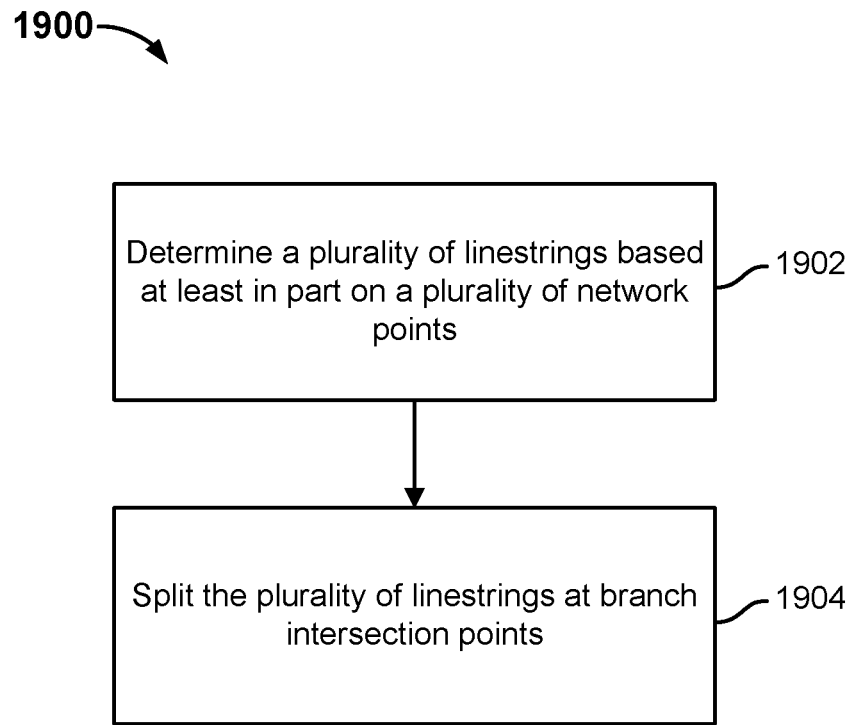 1900
Determine a plurality of linestrings based
at least in part on a plurality of network
points
1902
Split the plurality of linestrings at branch
intersection points
1904